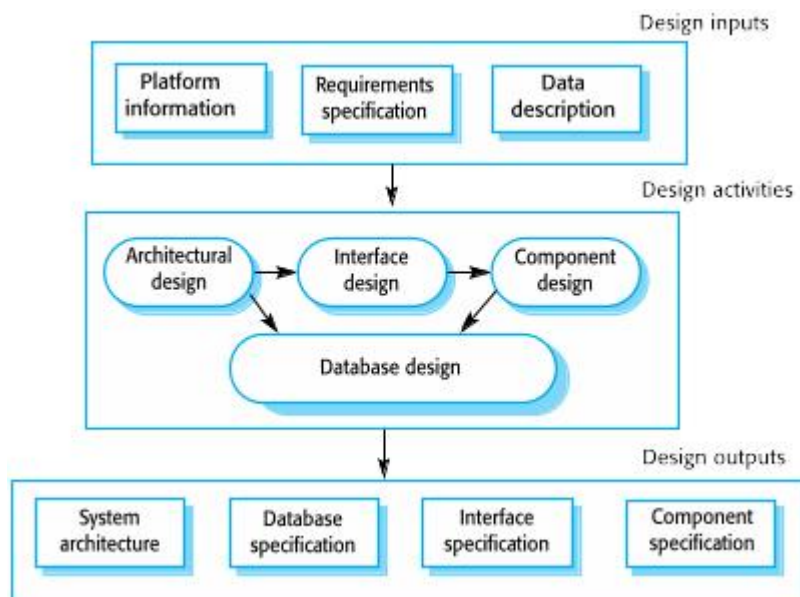 Design inputs
Platform
information
Requirements
specification
Data
description
Design activities
Architectural
design
Interface
design
Component
design
Database design
Design outputs
System
architecture
Database
specification
Interface
specification
Component
specification